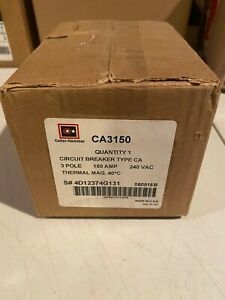 Cutler-Hammer
CA3150
QUANTITY 1
CIRCUIT BREAKER TYPE CA
3 POLE 150 AMP 240 VAC
THERMAL MAG, 40°C
S# 4D12374G131 080815B